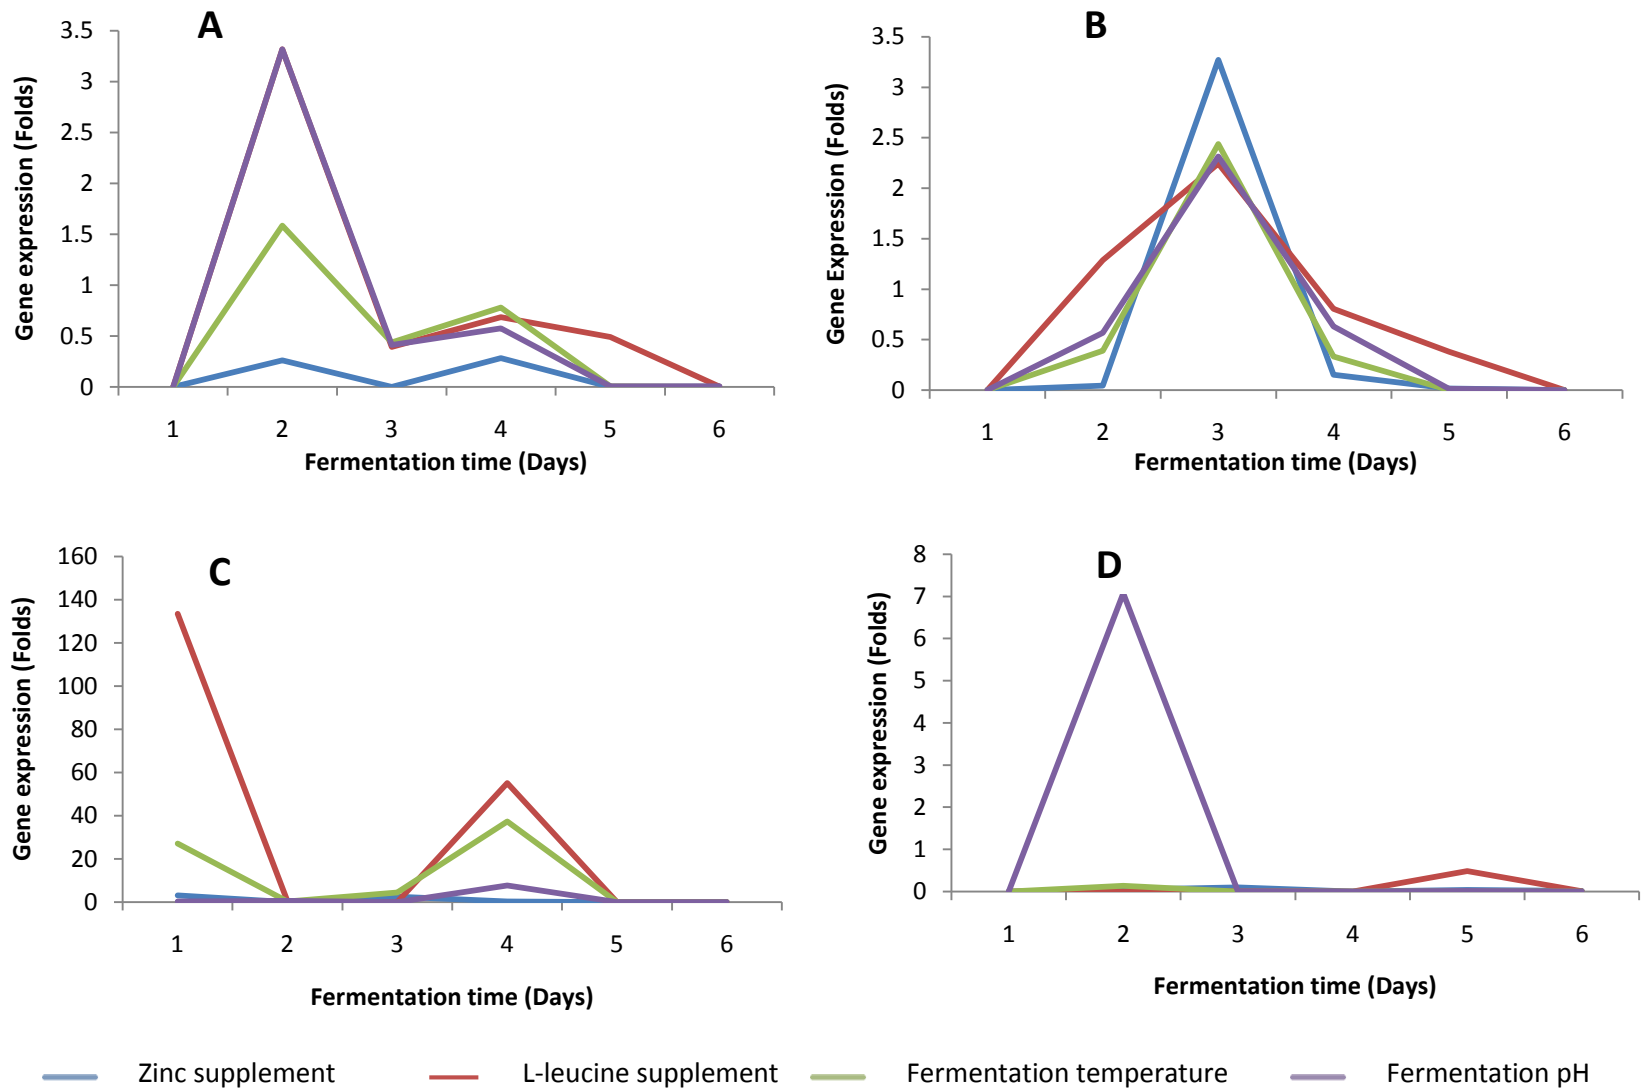 A
Gene expression (Folds)
3.5
3
2.5
2
1.5
1
0.5
0
1 2 3 4 5 6
Fermentation time (Days)
B
Gene Expression (Folds)
3.5
3
2.5
2
1.5
1
0.5
0
1 2 3 4 5 6
Fermentation time (Days)
C
Gene expression (Folds)
160
140
120
100
80
60
40
20
0
1 2 3 4 5 6
Fermentation time (Days)
D
Gene expression (Folds)
8
7
6
5
4
3
2
1
0
1 2 3 4 5 6
Fermentation time (Days)
Zinc supplement L-leucine supplement Fermentation temperature Fermentation pH